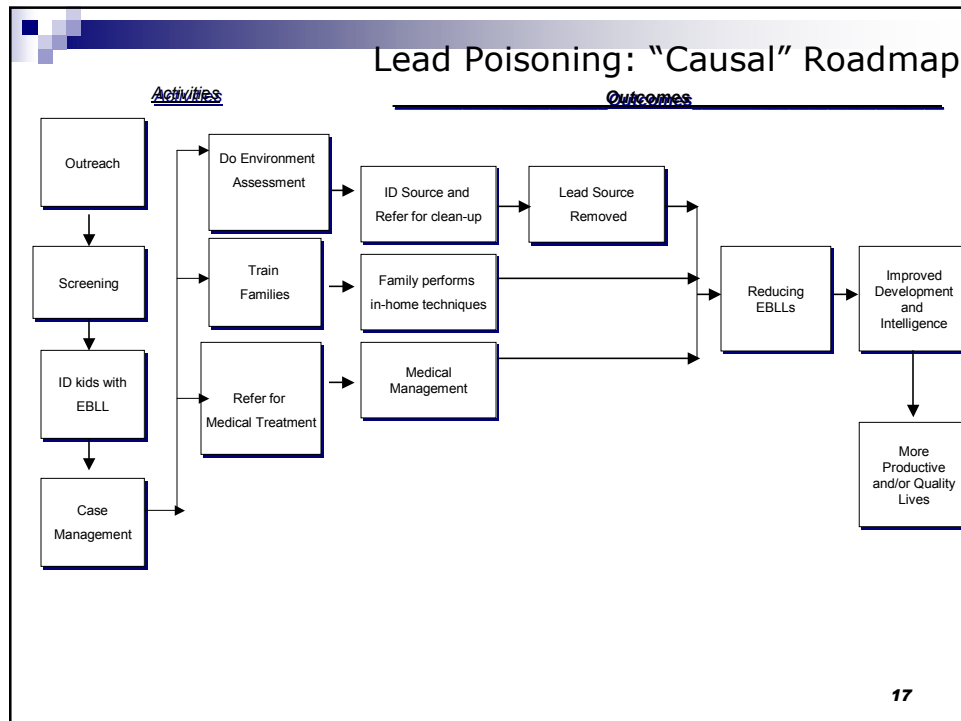 Lead Poisoning: “Causal” Roadmap
Activities
Outcomes
Outreach
Screening
ID kids with
EBLL
Case
Management
Do Environment
Assessment
Train
Families
Refer for
Medical Treatment
ID Source and
Refer for clean-up
Family performs
in-home techniques
Medical
Management
Lead Source
Removed
Reducing
EBLLs
Improved
Development
and
Intelligence
More
Productive
and/or Quality
Lives
17